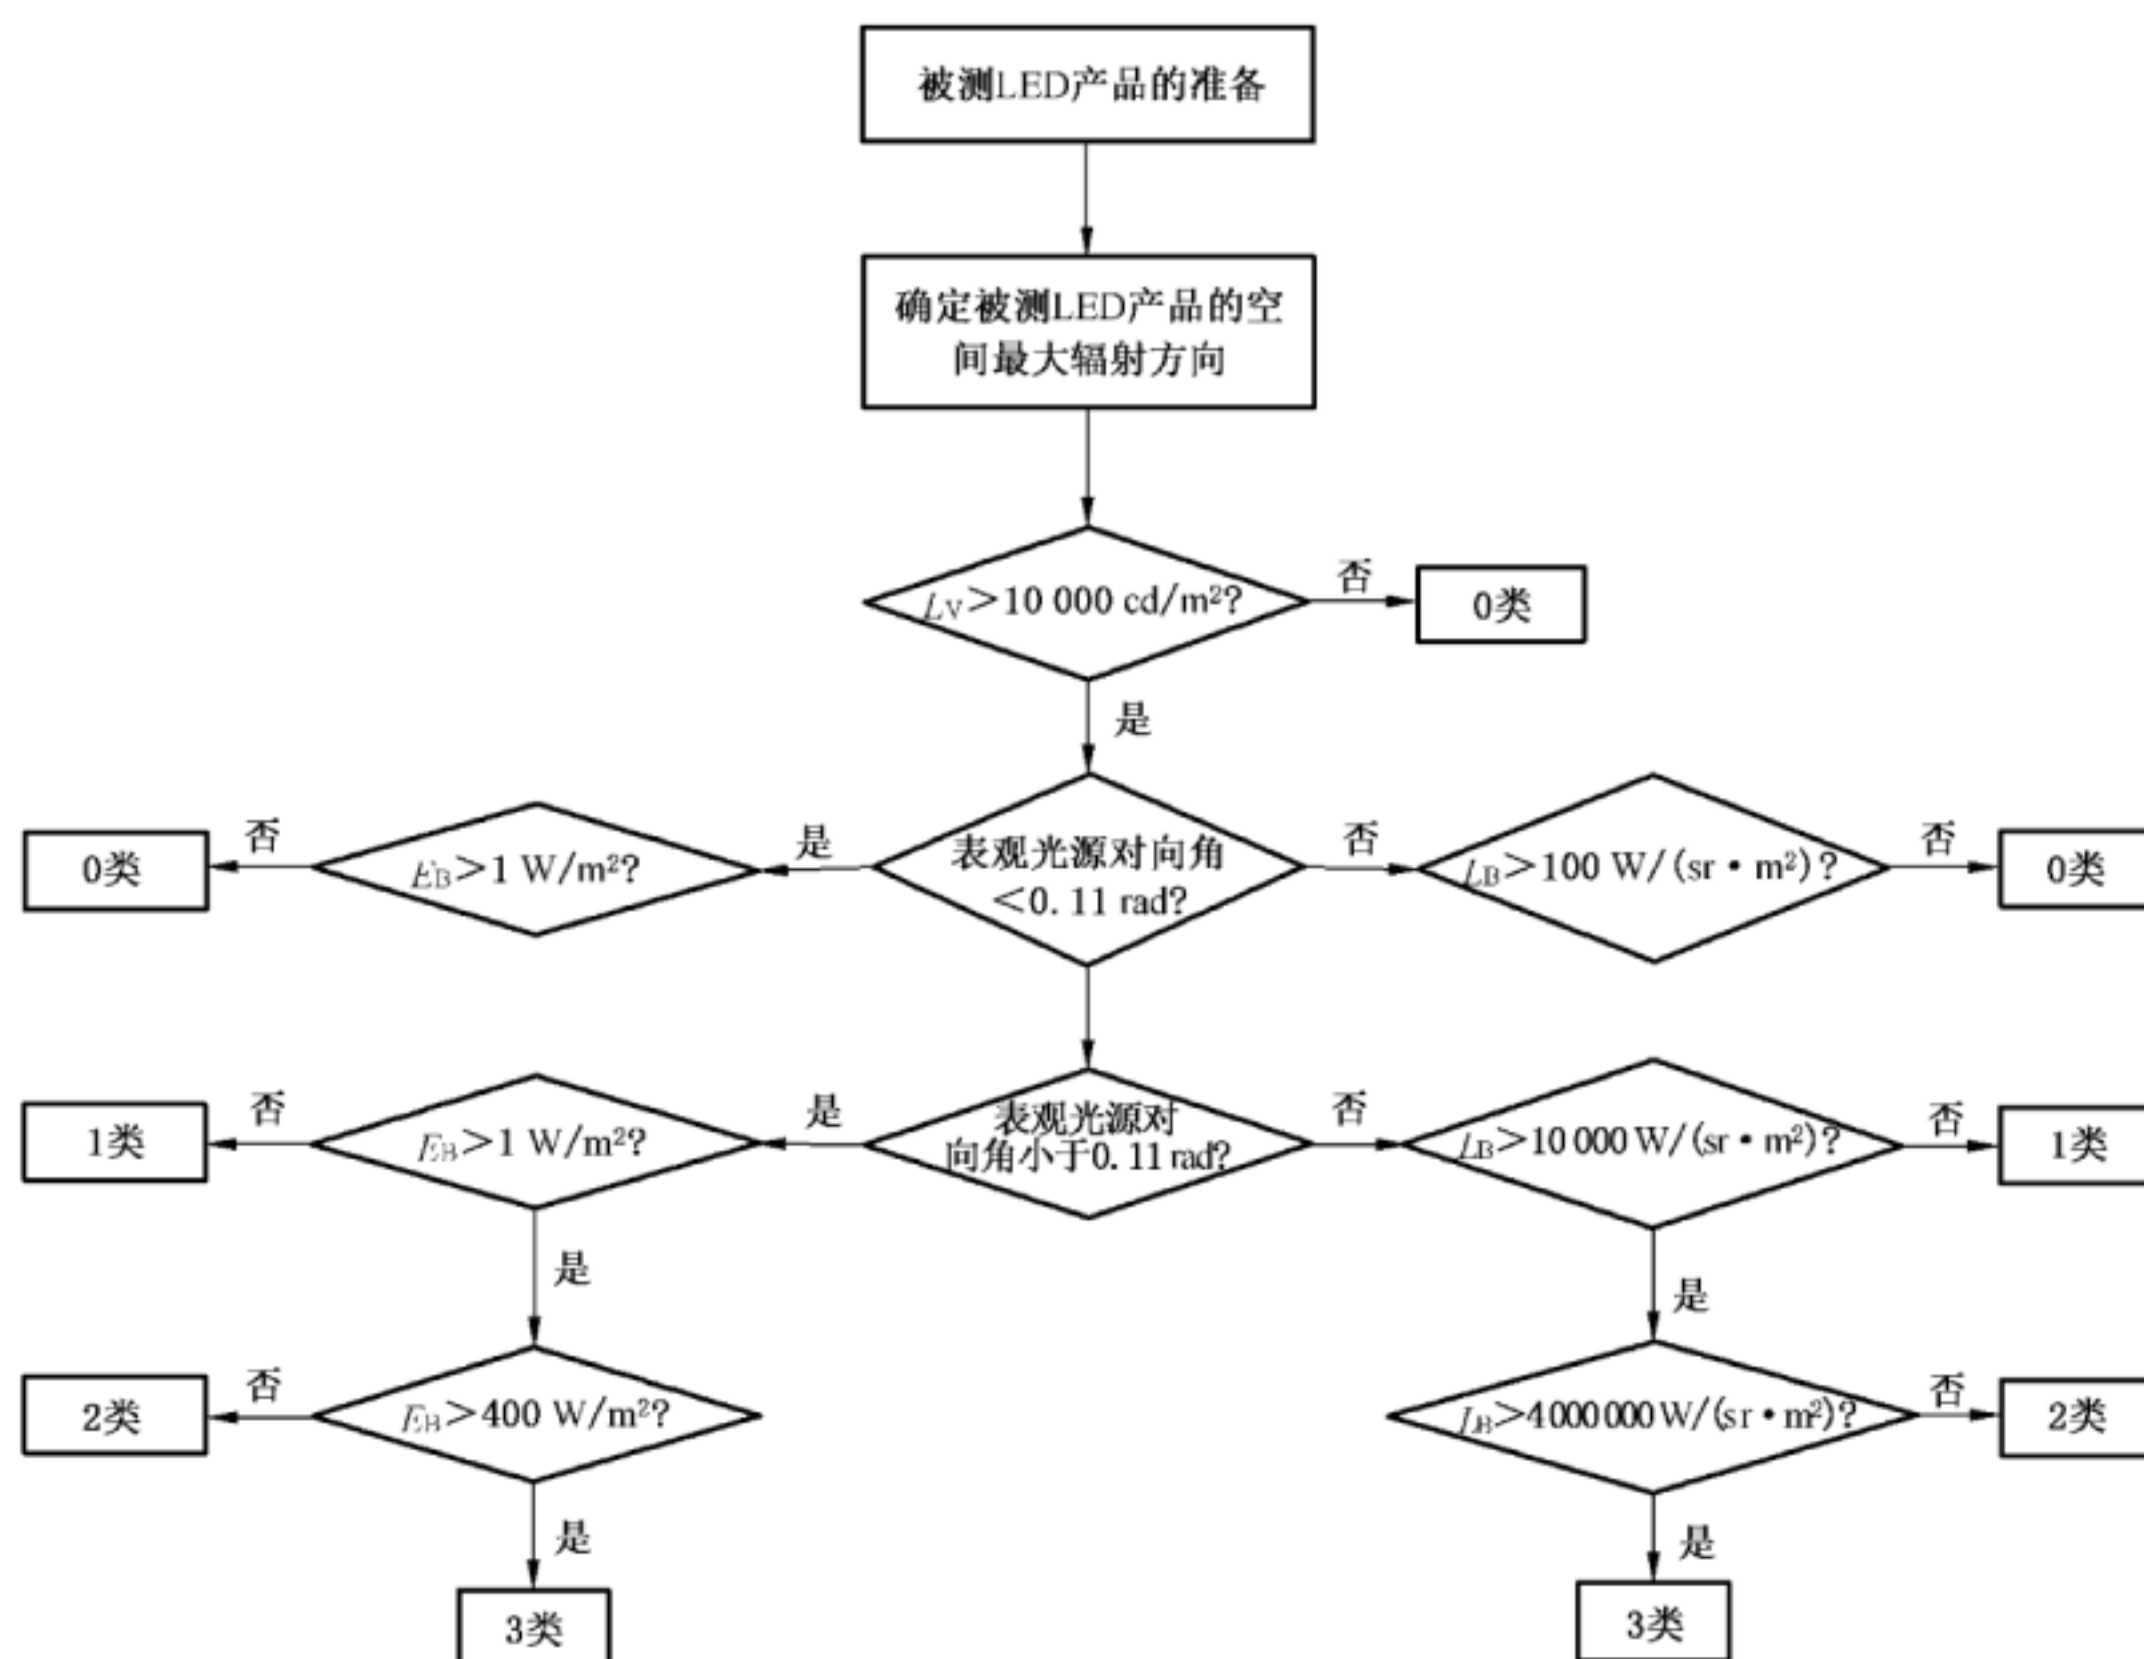 被测LED产品的准备
确定被测LED产品的空
间最大辐射方向
LV>10 000 cd/m²?
否
0类
是
0类
否
EB>1 W/m²?
是
表观光源对向角
<0.11 rad?
否
LB>100 W/(sr·m²)?
否
0类
1类
否
EB>1 W/m²?
是
表观光源对
向角小于0.11 rad?
否
LB>10 000 W/(sr·m²)?
否
1类
是
是
2类
否
EB>400 W/m²?
LB>4000000 W/(sr·m²)?
否
2类
是
是
3类
3类